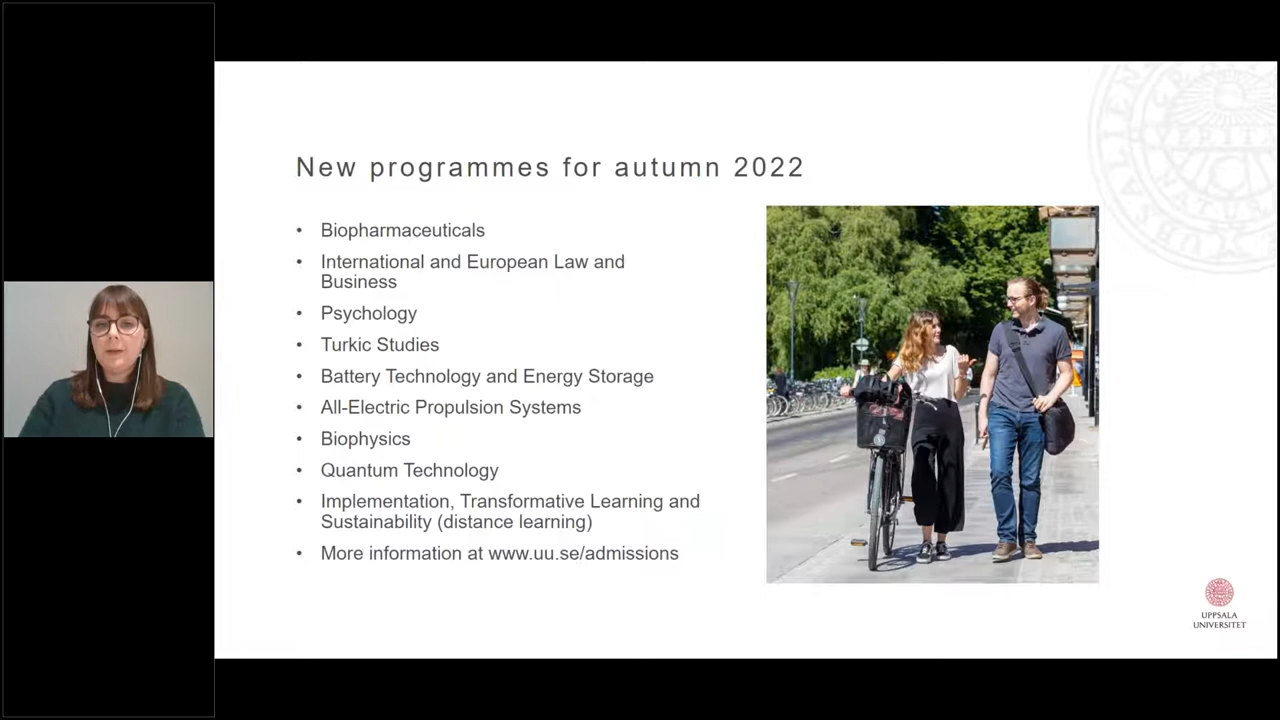 New programmes for autumn 2022
• Biopharmaceuticals
• International and European Law and
Business
• Psychology
• Turkic Studies
• Battery Technology and Energy Storage
• All-Electric Propulsion Systems
• Biophysics
• Quantum Technology
• Implementation, Transformative Learning and
Sustainability (distance learning)
• More information at www.uu.se/admissions
UPPSALA
UNIVERSITET